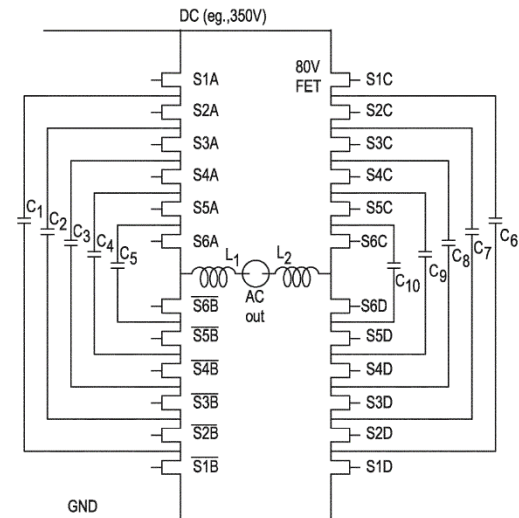 DC (eg.,350V)
S1A
80V
FET
S1C
S2A
S2C
S3A
S3C
S4A
S4C
S5A
S5C
S6A
S6C
C1
C2
C3
C4
C5
L1
L2
AC
out
C10
C9
C8
C7
C6
S6B
S6D
S5B
S5D
S4B
S4D
S3B
S3D
S2B
S2D
S1B
S1D
GND